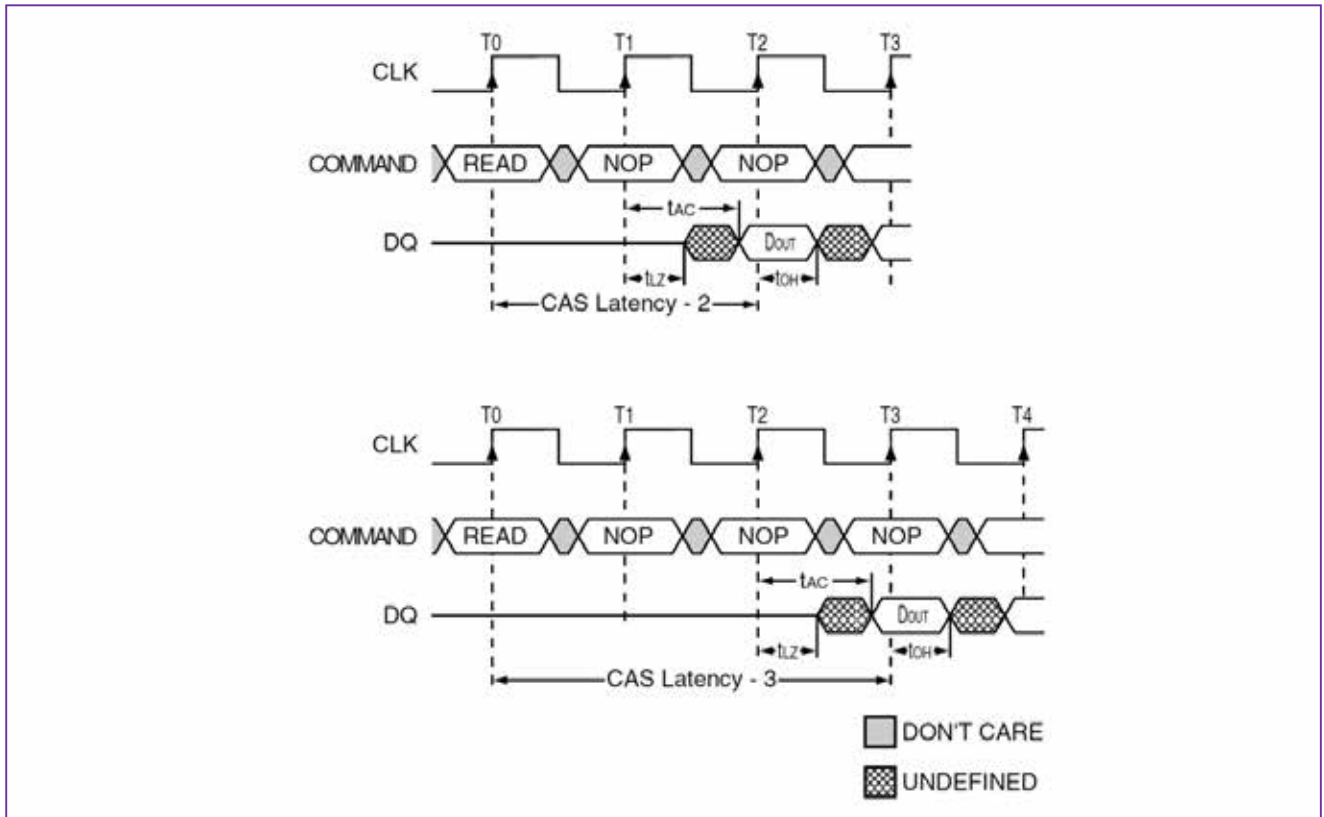 T0 T1 T2 T3
CLK
COMMAND READ NOP NOP
tAC
DQ DOUT
tLZ tOH
CAS Latency - 2
T0 T1 T2 T3 T4
CLK
COMMAND READ NOP NOP NOP
tAC
DQ DOUT
tLZ tOH
CAS Latency - 3
DON'T CARE
UNDEFINED